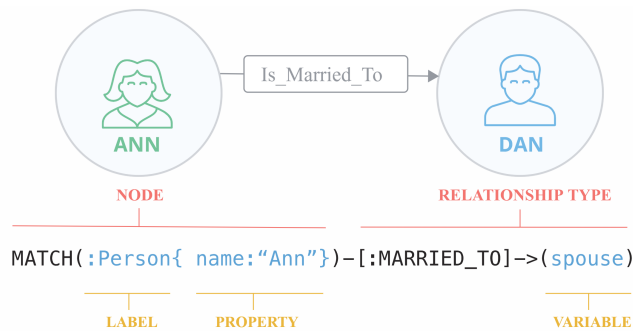 Is_Married_To
ANN DAN
NODE RELATIONSHIP TYPE
MATCH(:Person{ name:“Ann”})-[:MARRIED_TO]->(spouse)
LABEL PROPERTY VARIABLE